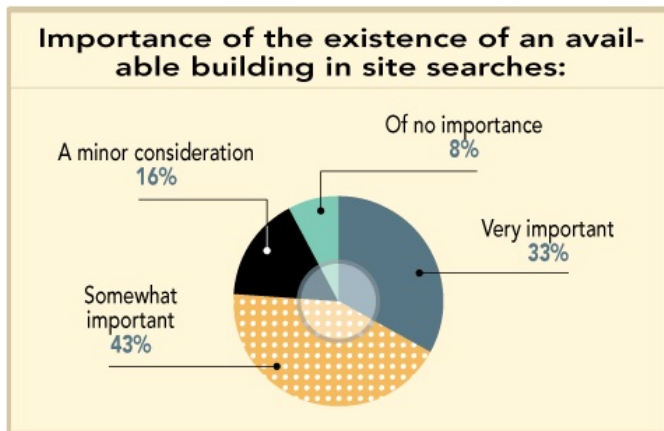 Importance of the existence of an avail-
able building in site searches:
Of no importance
8%
A minor consideration
16%
Very important
33%
Somewhat
important
43%